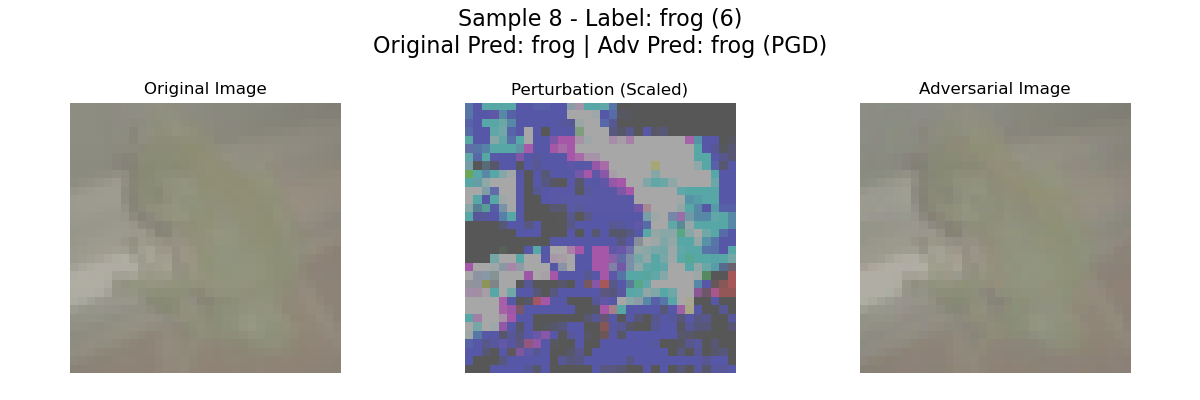 Sample 8 - Label: frog (6)
Original Pred: frog | Adv Pred: frog (PGD)
Original Image
Perturbation (Scaled)
Adversarial Image